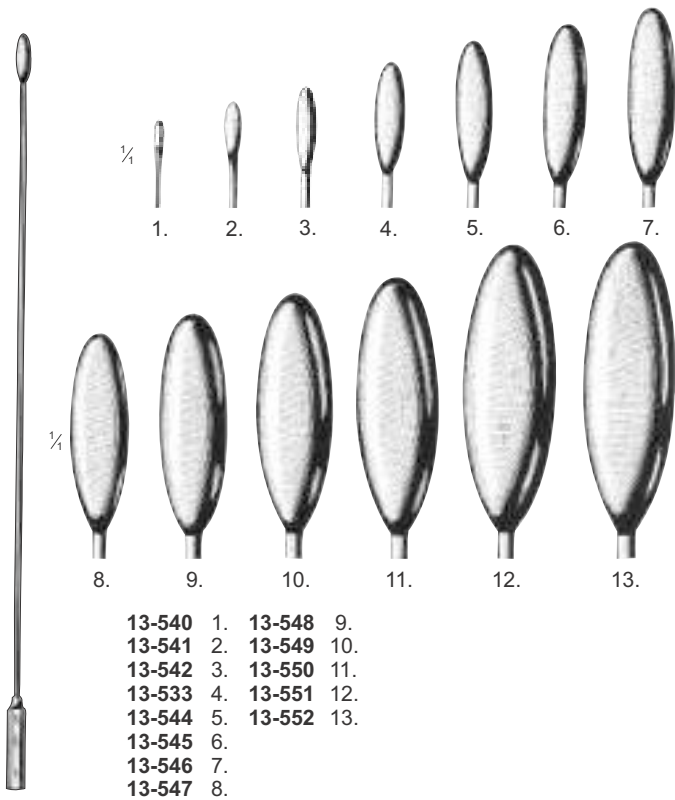 1/1
1. 2. 3. 4. 5. 6. 7.
1/1
8. 9. 10. 11. 12. 13.
13-540 1. 13-548 9.
13-541 2. 13-549 10.
13-542 3. 13-550 11.
13-533 4. 13-551 12.
13-544 5. 13-552 13.
13-545 6.
13-546 7.
13-547 8.